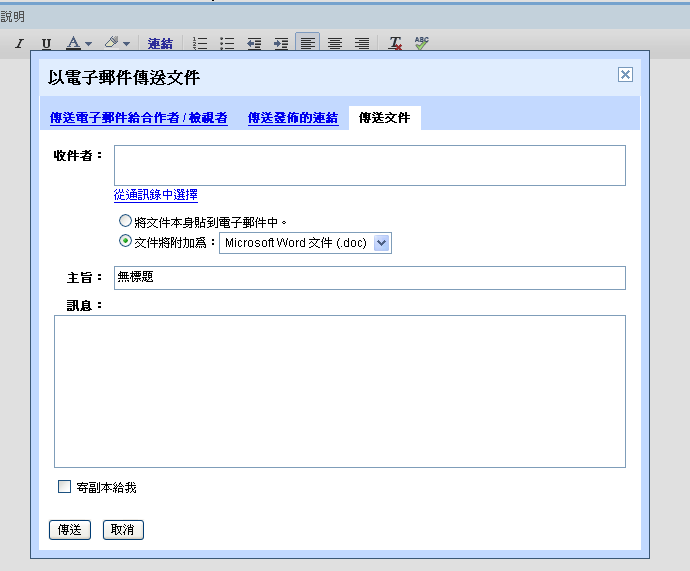 說明
I U A 連結 T ABC
以電子郵件傳送文件
傳送電子郵件給合作者 / 檢視者 傳送發佈的連結 傳送文件
收件者：
從通訊錄中選擇
將文件本身貼到電子郵件中。
文件將附加為： Microsoft Word 文件 (.doc)
主旨： 無標題
訊息：
寄副本給我
傳送 取消